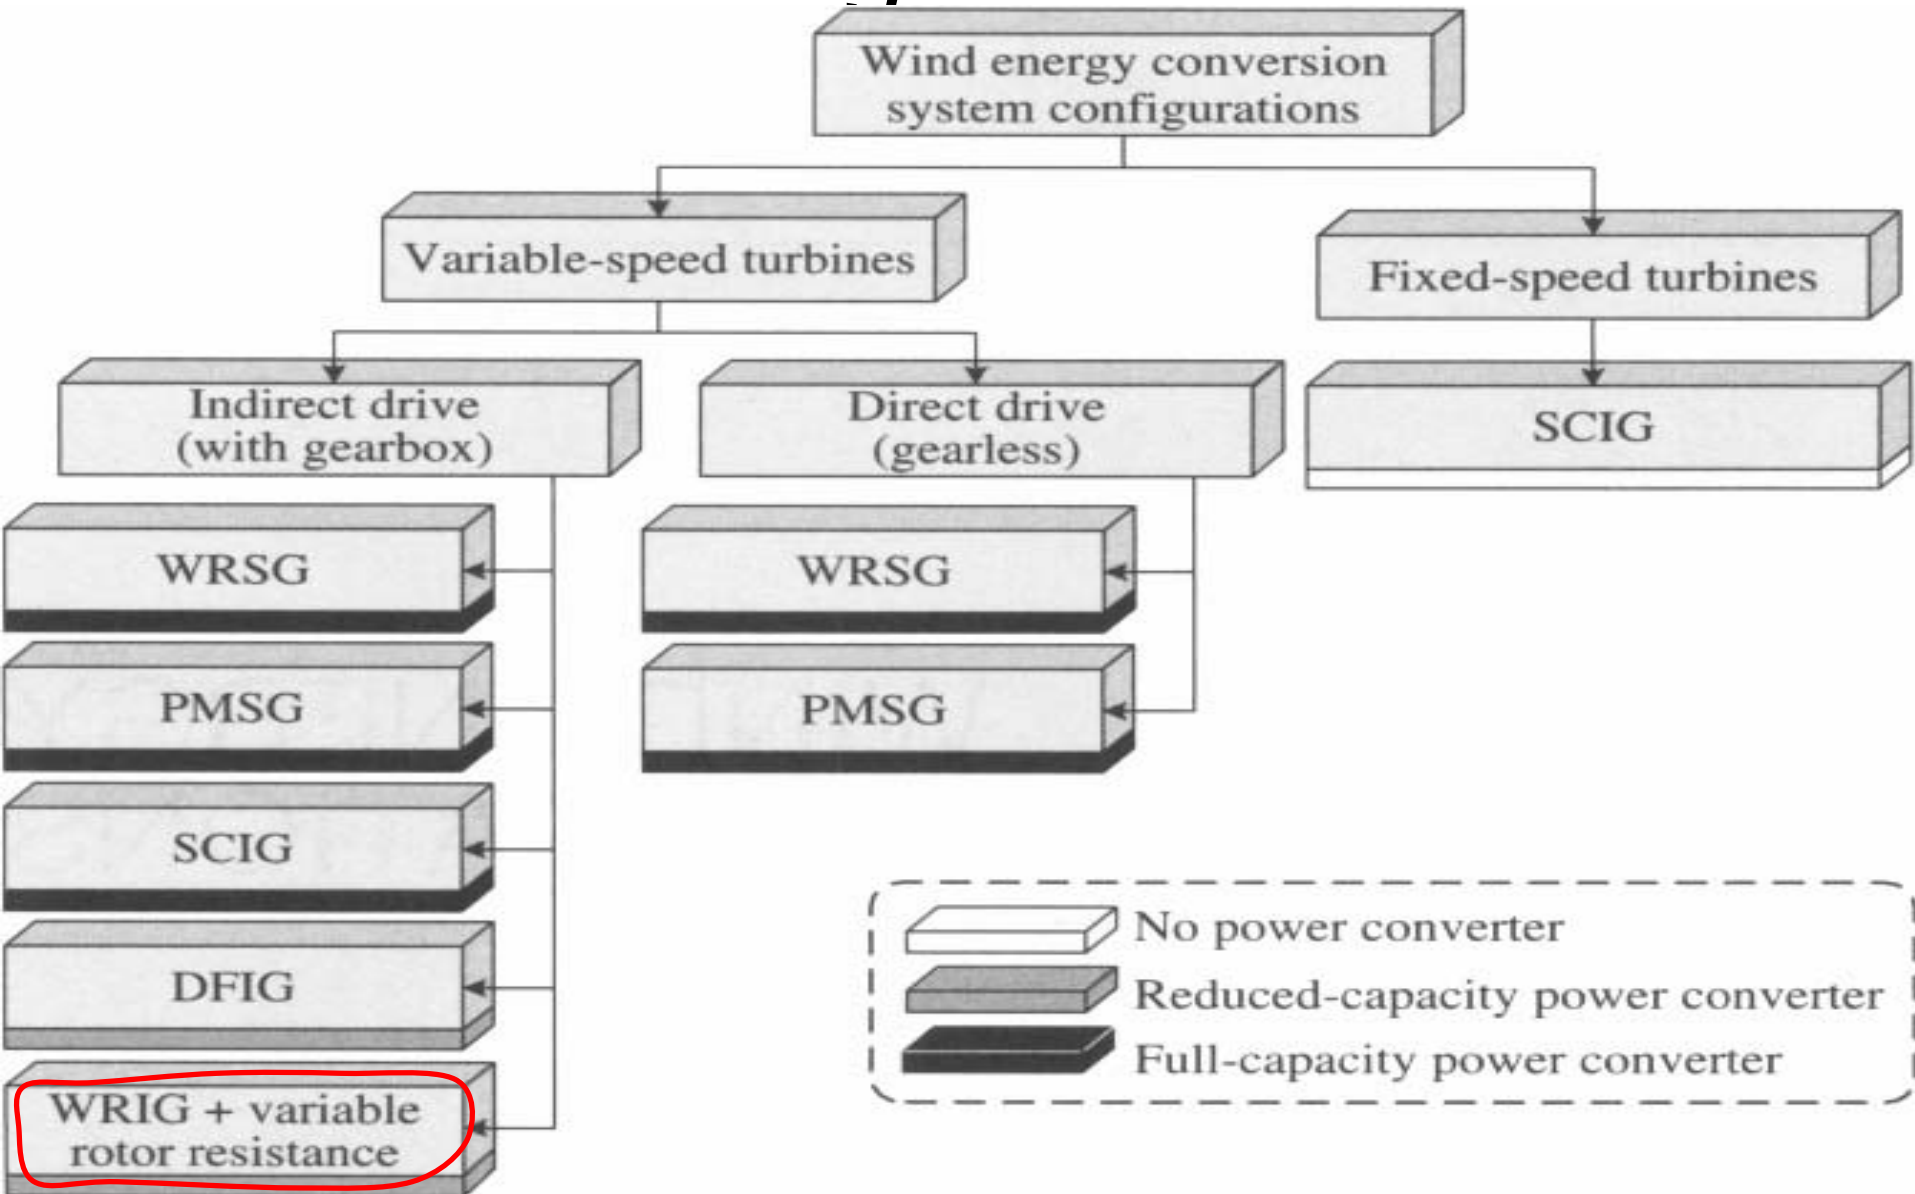 Wind energy conversion
system configurations
Variable-speed turbines
Fixed-speed turbines
Indirect drive
(with gearbox)
Direct drive
(gearless)
SCIG
WRSG
WRSG
PMSG
PMSG
SCIG
DFIG
WRIG + variable
rotor resistance
No power converter
Reduced-capacity power converter
Full-capacity power converter